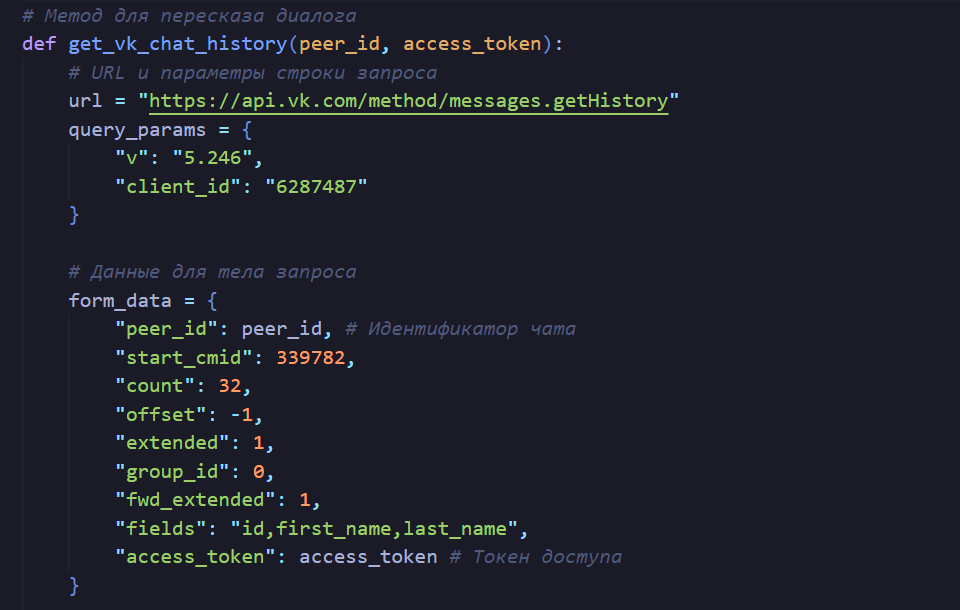 # Метод для пересказа диалога
def get_vk_chat_history(peer_id, access_token):
# URL и параметры строки запроса
url = "https://api.vk.com/method/messages.getHistory"
query_params = {
"v": "5.246",
"client_id": "6287487"
}
# Данные для тела запроса
form_data = {
"peer_id": peer_id, # Идентификатор чата
"start_cmid": 339782,
"count": 32,
"offset": -1,
"extended": 1,
"group_id": 0,
"fwd_extended": 1,
"fields": "id,first_name,last_name",
"access_token": access_token # Токен доступа
}